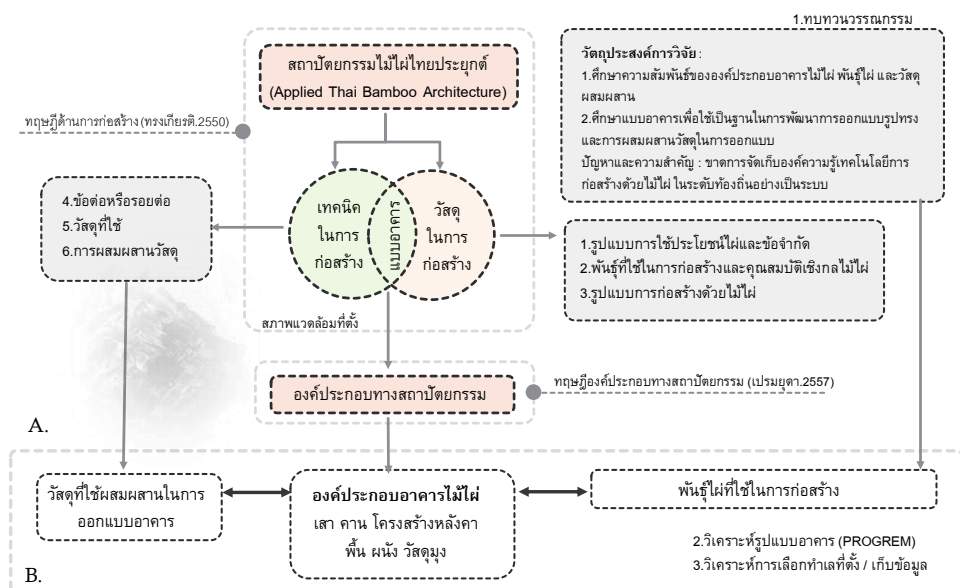 1.ทบทวนวรรณกรรม
สถาปัตยกรรมไม้ไผ่ไทยประยุกต์
(Applied Thai Bamboo Architecture)
วัตถุประสงค์การวิจัย:
1.ศึกษาความสัมพันธ์ขององค์ประกอบอาคารไม้ไผ่ พันธุ์ไผ่ และวัสดุ
ผสมผสาน
2.ศึกษาแบบอาคารเพื่อใช้เป็นฐานในการพัฒนาการออกแบบรูปทรง
และการผสมผสานวัสดุในการออกแบบ
ปัญหาและความสำคัญ : ขาดการจัดเก็บองค์ความรู้เทคโนโลยีการ
ก่อสร้างด้วยไม้ไผ่ ในระดับท้องถิ่นอย่างเป็นระบบ
ทฤษฎีด้านการก่อสร้าง (ทรงเกียรติ.2550)
4.ข้อต่อหรือรอยต่อ
5.วัสดุที่ใช้
6.การผสมผสานวัสดุ
เทคนิค
ในการ
ก่อสร้าง
แบบอาคาร
วัสดุ
ในการ
ก่อสร้าง
1.รูปแบบการใช้ประโยชน์ไผ่และข้อจำกัด
2.พันธุ์ที่ใช้ในการก่อสร้างและคุณสมบัติเชิงกลไม้ไผ่
3.รูปแบบการก่อสร้างด้วยไม้ไผ่
สภาพแวดล้อมที่ตั้ง
องค์ประกอบทางสถาปัตยกรรม
ทฤษฎีองค์ประกอบทางสถาปัตยกรรม (เปรมยุดา.2557)
A.
วัสดุที่ใช้ผสมผสานในการ
ออกแบบอาคาร
องค์ประกอบอาคารไม้ไผ่
เสา คาน โครงสร้างหลังคา
พื้น ผนัง วัสดุมุง
พันธุ์ไผ่ที่ใช้ในการก่อสร้าง
2.วิเคราะห์รูปแบบอาคาร (PROGREM)
3.วิเคราะห์การเลือกทำเลที่ตั้ง / เก็บข้อมูล
B.